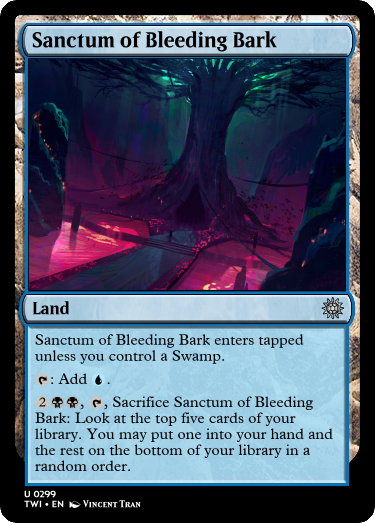 Sanctum of Bleeding Bark
Land
Sanctum of Bleeding Bark enters tapped
unless you control a Swamp.
: Add .
2 , , Sacrifice Sanctum of Bleeding
Bark: Look at the top five cards of your
library. You may put one into your hand and
the rest on the bottom of your library in a
random order.
U 0299
TWI • EN Vincent Tran